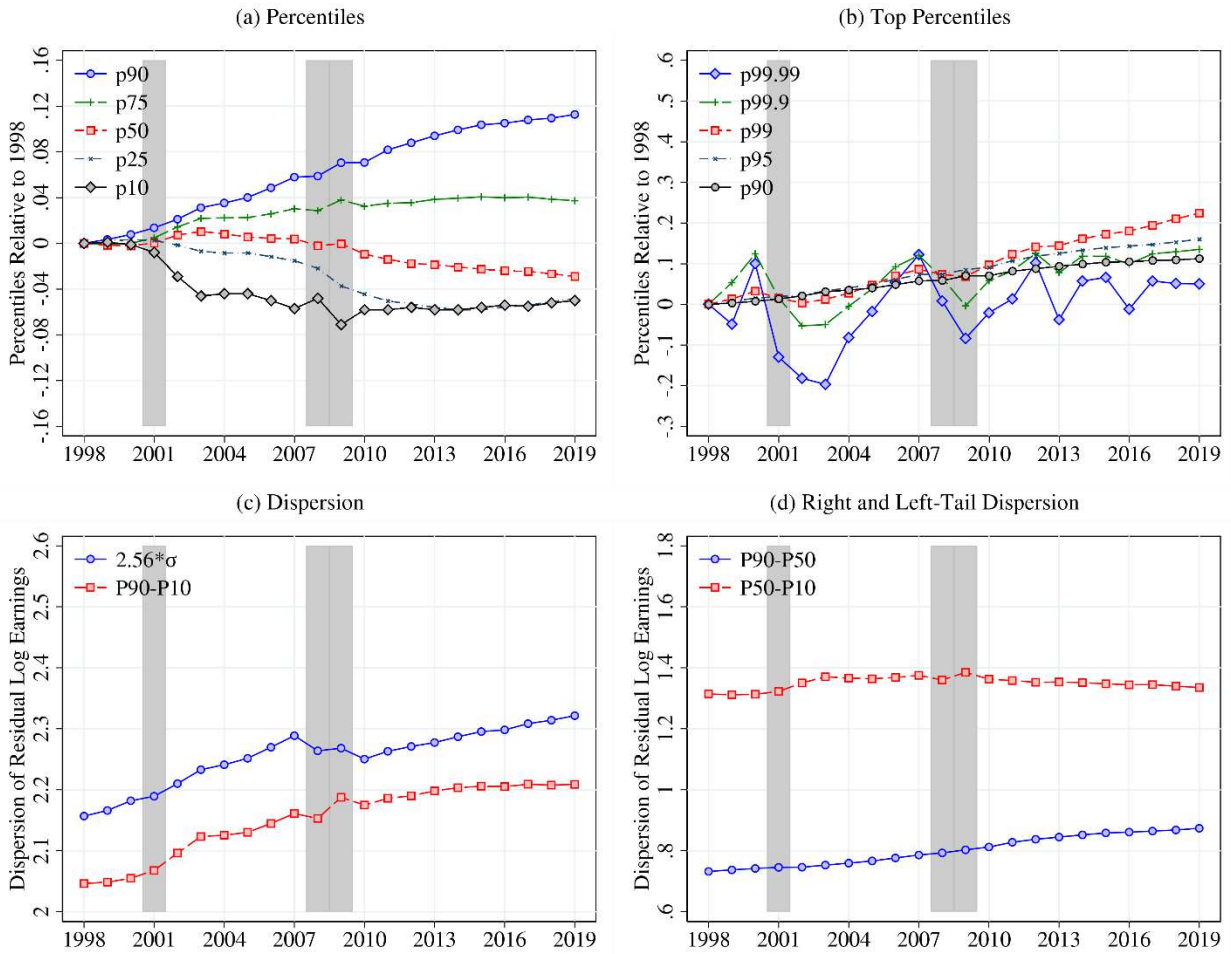 (a) Percentiles
Percentiles Relative to 1998
.16
.12
.08
.04
0
-.04
-.08
-.12
-.16
p90
p75
p50
p25
p10
1998 2001 2004 2007 2010 2013 2016 2019
(b) Top Percentiles
Percentiles Relative to 1998
.6
.5
.4
.3
.2
.1
0
-.1
-.2
-.3
p99.99
p99.9
p99
p95
p90
1998 2001 2004 2007 2010 2013 2016 2019
(c) Dispersion
Dispersion of Residual Log Earnings
2.6
2.5
2.4
2.3
2.2
2.1
2
2.56*σ
P90-P10
1998 2001 2004 2007 2010 2013 2016 2019
(d) Right and Left-Tail Dispersion
Dispersion of Residual Log Earnings
1.8
1.6
1.4
1.2
1
.8
.6
P90-P50
P50-P10
1998 2001 2004 2007 2010 2013 2016 2019